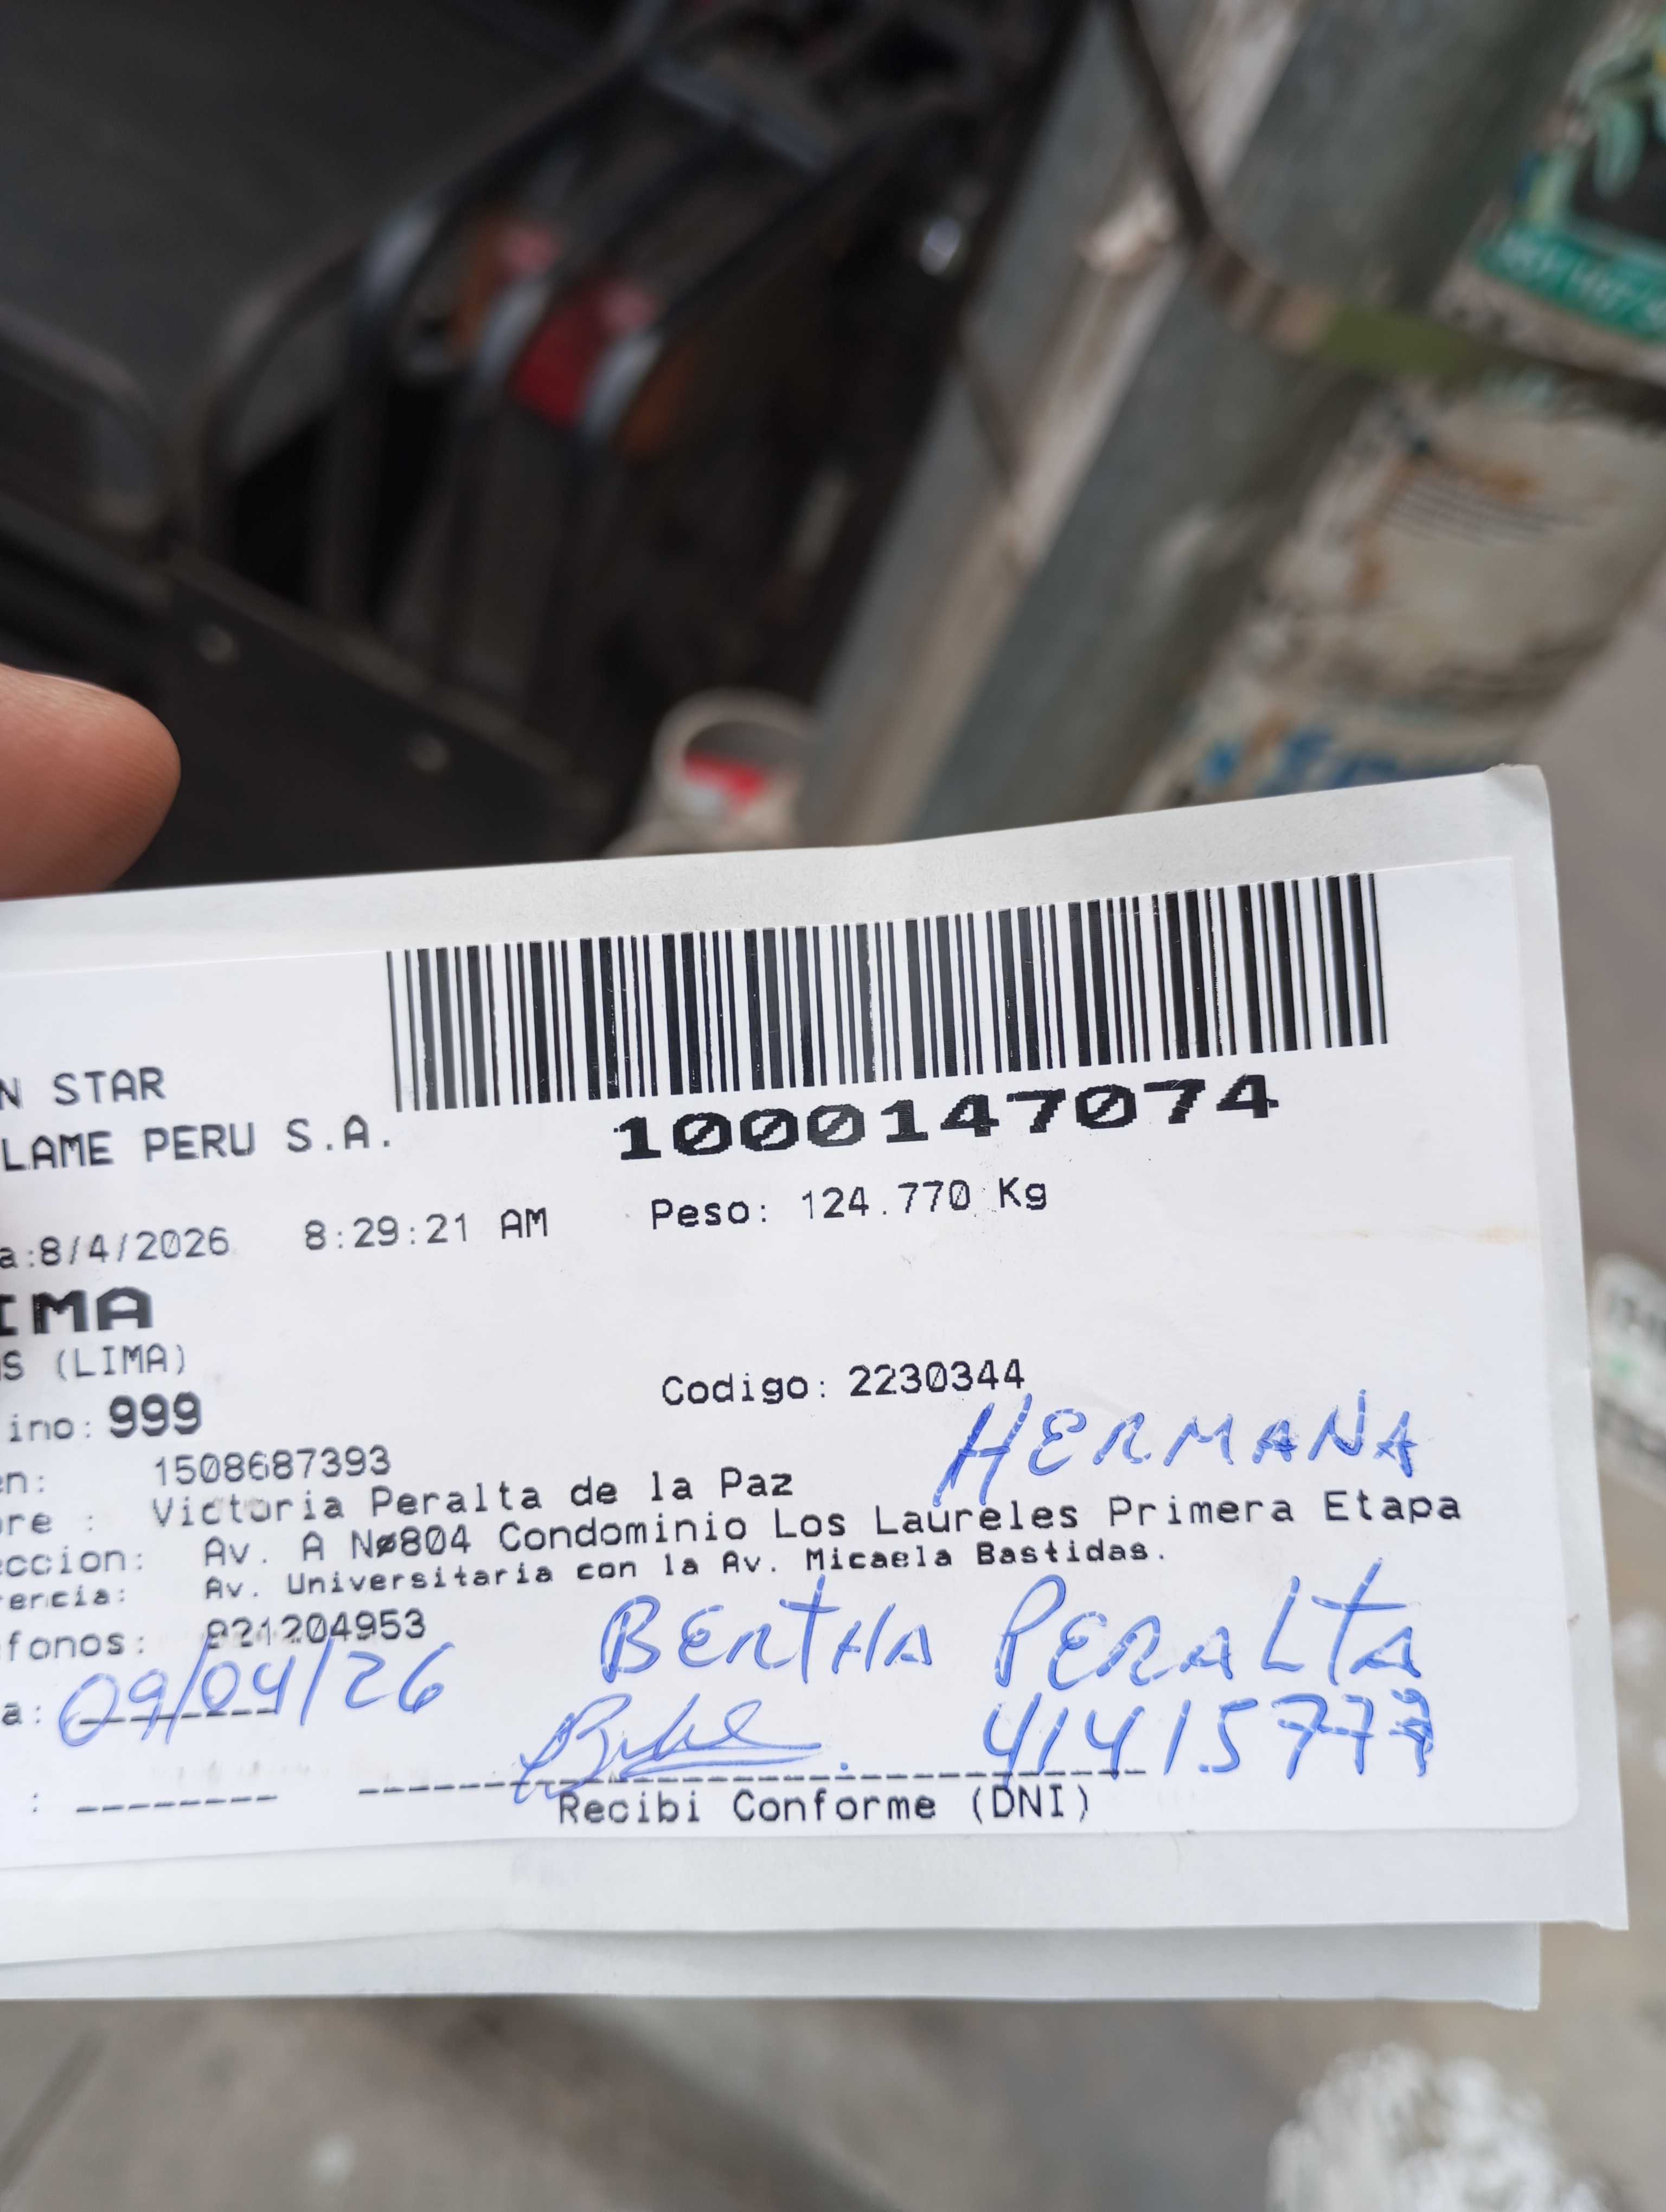 N STAR
LAME PERU S.A.
1000147074
a:8/4/2026 8:29:21 AM Peso: 124.770 Kg
IMA
S (LIMA)
Codigo: 2230344
ino: 999
HERMANA
en: 1508687393
re : Victoria Peralta de la Paz
eccion: Av. A Nø804 Condominio Los Laureles Primera Etapa
erencia: Av. Universitaria con la Av. Micaela Bastidas.
fonos: 921204953
BERTHA PERALTA
a: 09/04/26
:
Recibi Conforme (DNI)